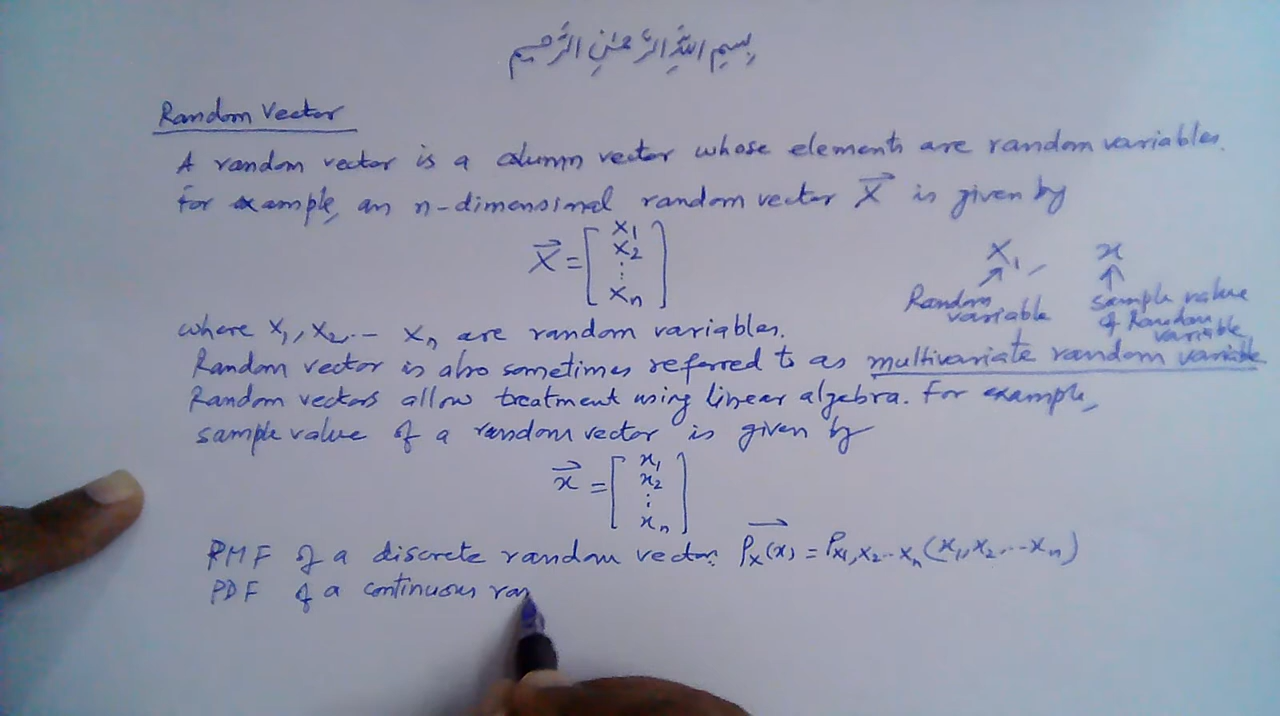 بِسْمِ اللهِ الرَّحْمٰنِ الرَّحِيمِ
Random Vector
A random vector is a column vector whose elements are random variables.
For example, an n-dimensional random vector X⃗ is given by
X⃗ = [X₁ X₂ ⋮ Xₙ]
X₁, x
Random variable
sample value of Random variable
where X₁, X₂, ... Xₙ are random variables.
Random vector is also sometimes referred to as multivariate random variable
Random vectors allow treatment using linear algebra. For example,
sample value of a random vector is given by
x⃗ = [x₁ x₂ ⋮ xₙ]
PMF of a discrete random vector: P_X(x) = P_X₁,X₂...Xₙ(x₁,x₂,...xₙ)
PDF of a continuous ran